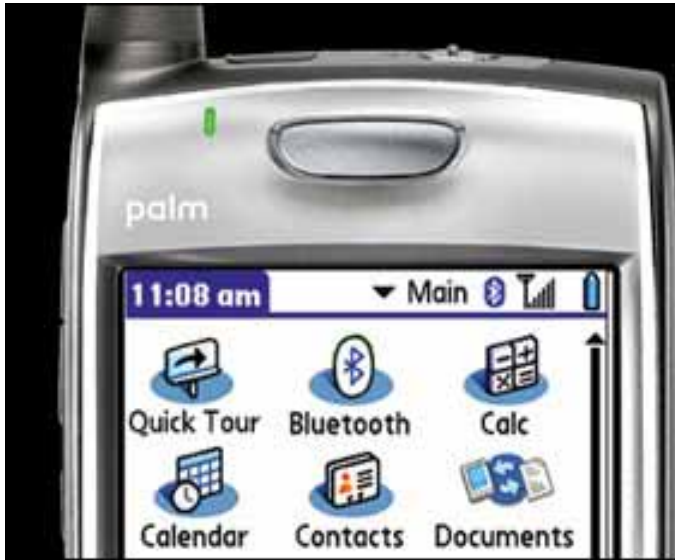 palm
11:08 am Main
Quick Tour Bluetooth Calc
Calendar Contacts Documents